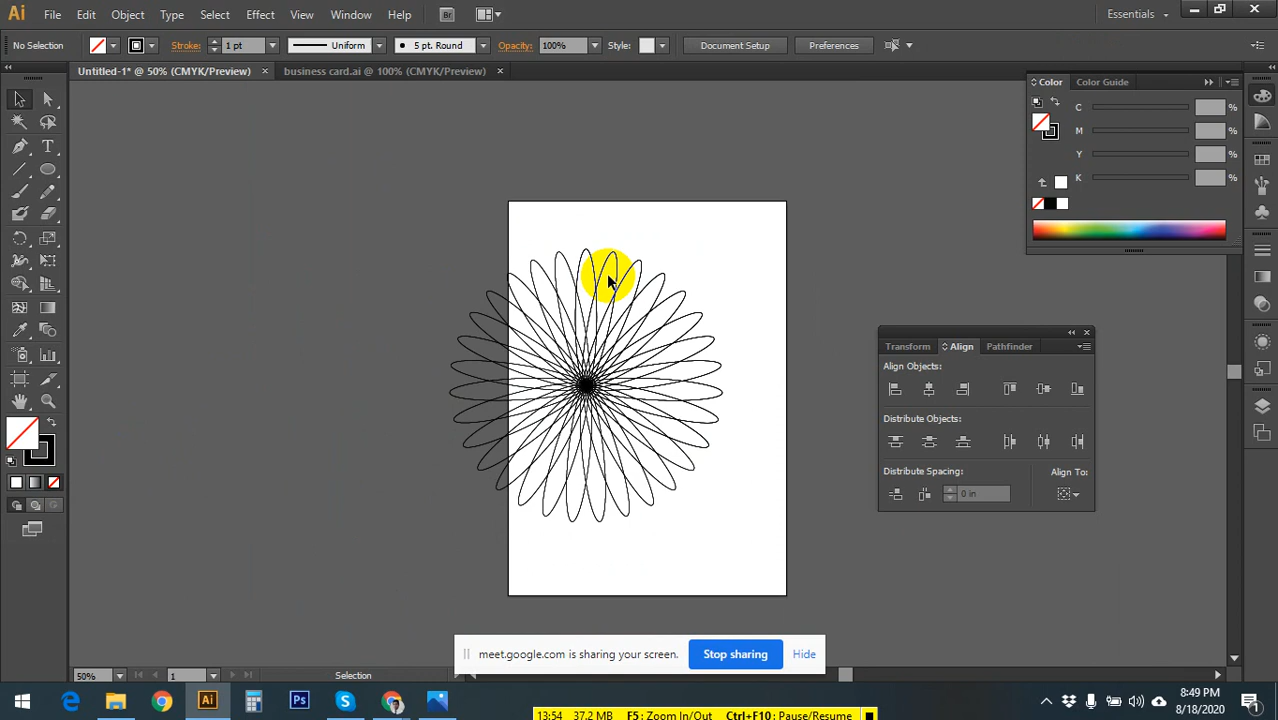 Ai File Edit Object Type Select Effect View Window Help Br Essentials
No Selection Stroke: 1 pt Uniform 5 pt. Round Opacity: 100% Style: Document Setup Preferences
Untitled-1* @ 50% (CMYK/Preview) × business card.ai @ 100% (CMYK/Preview) ×
Color Color Guide
C %
M %
Y %
K %
Transform Align Pathfinder
Align Objects:
Distribute Objects:
Distribute Spacing: Align To:
0 in
meet.google.com is sharing your screen. Stop sharing Hide
50% 1 Selection
Ai Ps
8:49 PM
8/18/2020
13:54 37.2 MB F5 : Zoom In/Out Ctrl+F10 : Pause/Resume